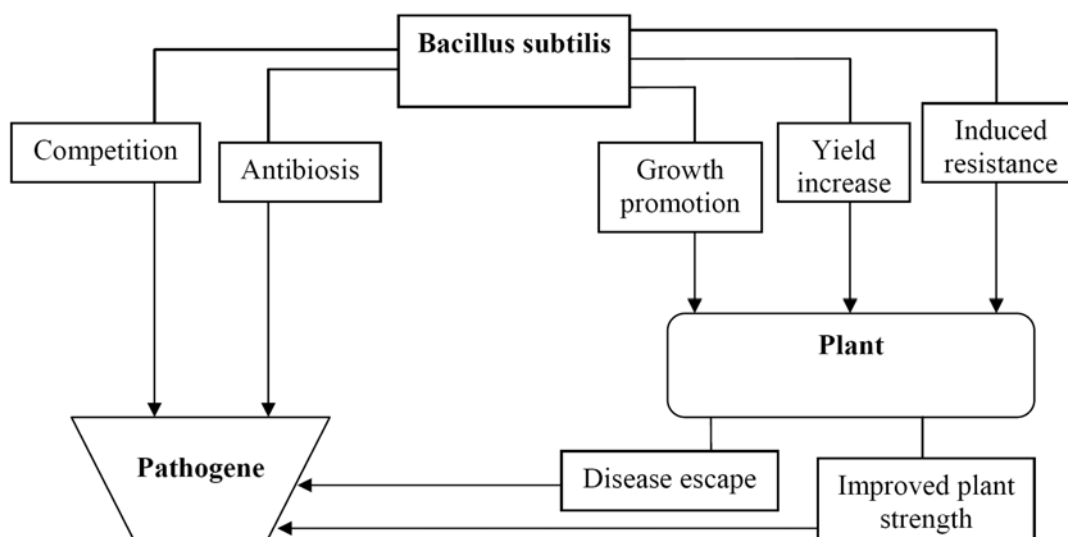 Bacillus subtilis
Competition
Antibiosis
Growth
promotion
Yield
increase
Induced
resistance
Plant
Pathogene
Disease escape
Improved plant
strength